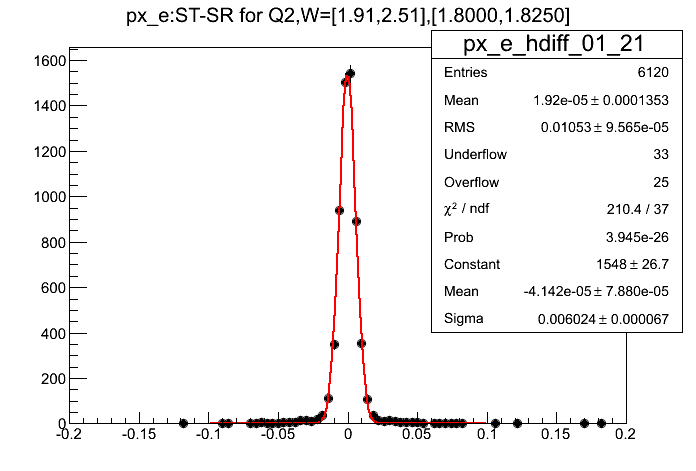 px_e:ST-SR for Q2,W=[1.91,2.51],[1.8000,1.8250]
px_e_hdiff_01_21
Entries 6120
Mean 1.92e-05 ± 0.0001353
RMS 0.01053 ± 9.565e-05
Underflow 33
Overflow 25
χ² / ndf 210.4 / 37
Prob 3.945e-26
Constant 1548 ± 26.7
Mean -4.142e-05 ± 7.880e-05
Sigma 0.006024 ± 0.000067
1600
1400
1200
1000
800
600
400
200
0
-0.2 -0.15 -0.1 -0.05 0 0.05 0.1 0.15 0.2